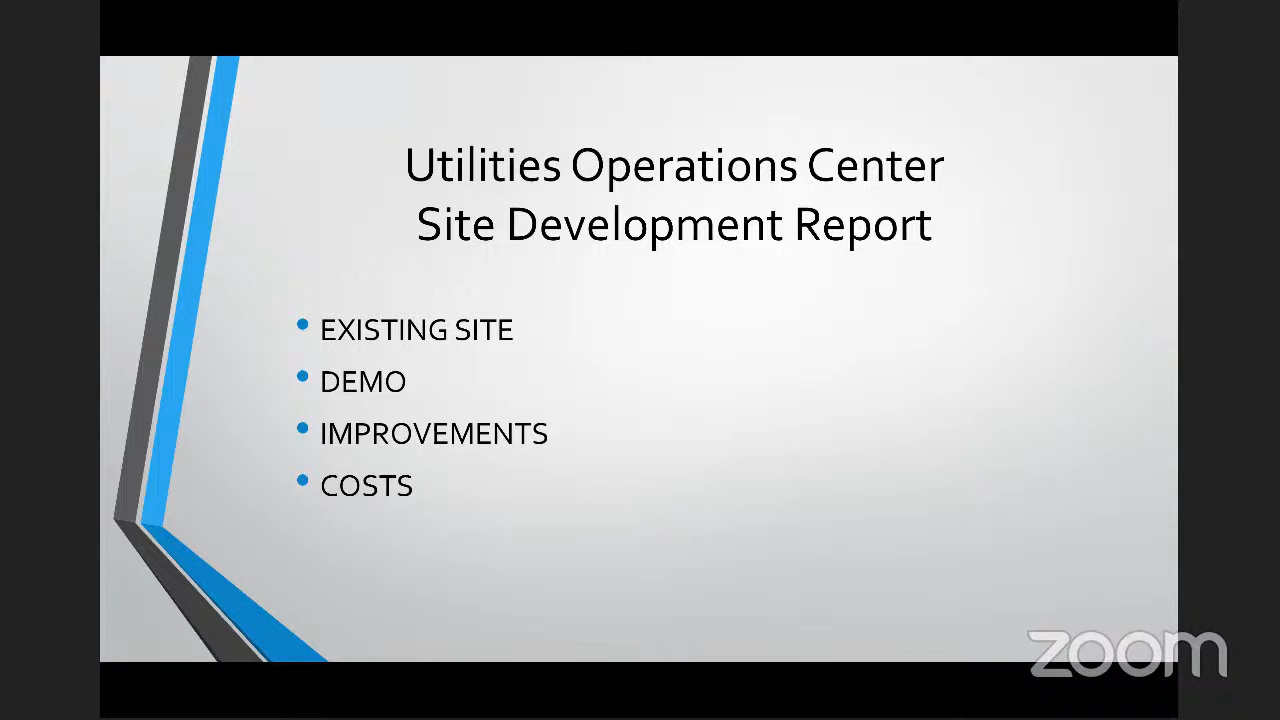 Utilities Operations Center
Site Development Report
• EXISTING SITE
• DEMO
• IMPROVEMENTS
• COSTS
zoom